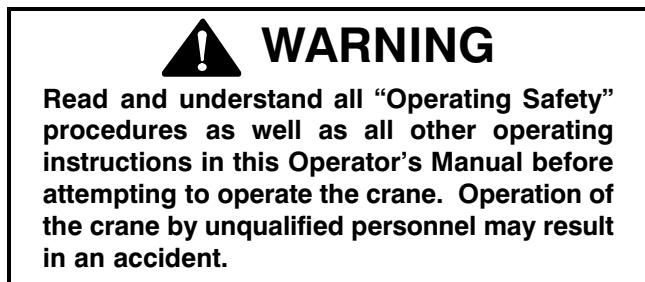 WARNING
Read and understand all “Operating Safety”
procedures as well as all other operating
instructions in this Operator’s Manual before
attempting to operate the crane.  Operation of
the crane by unqualified personnel may result
in an accident.